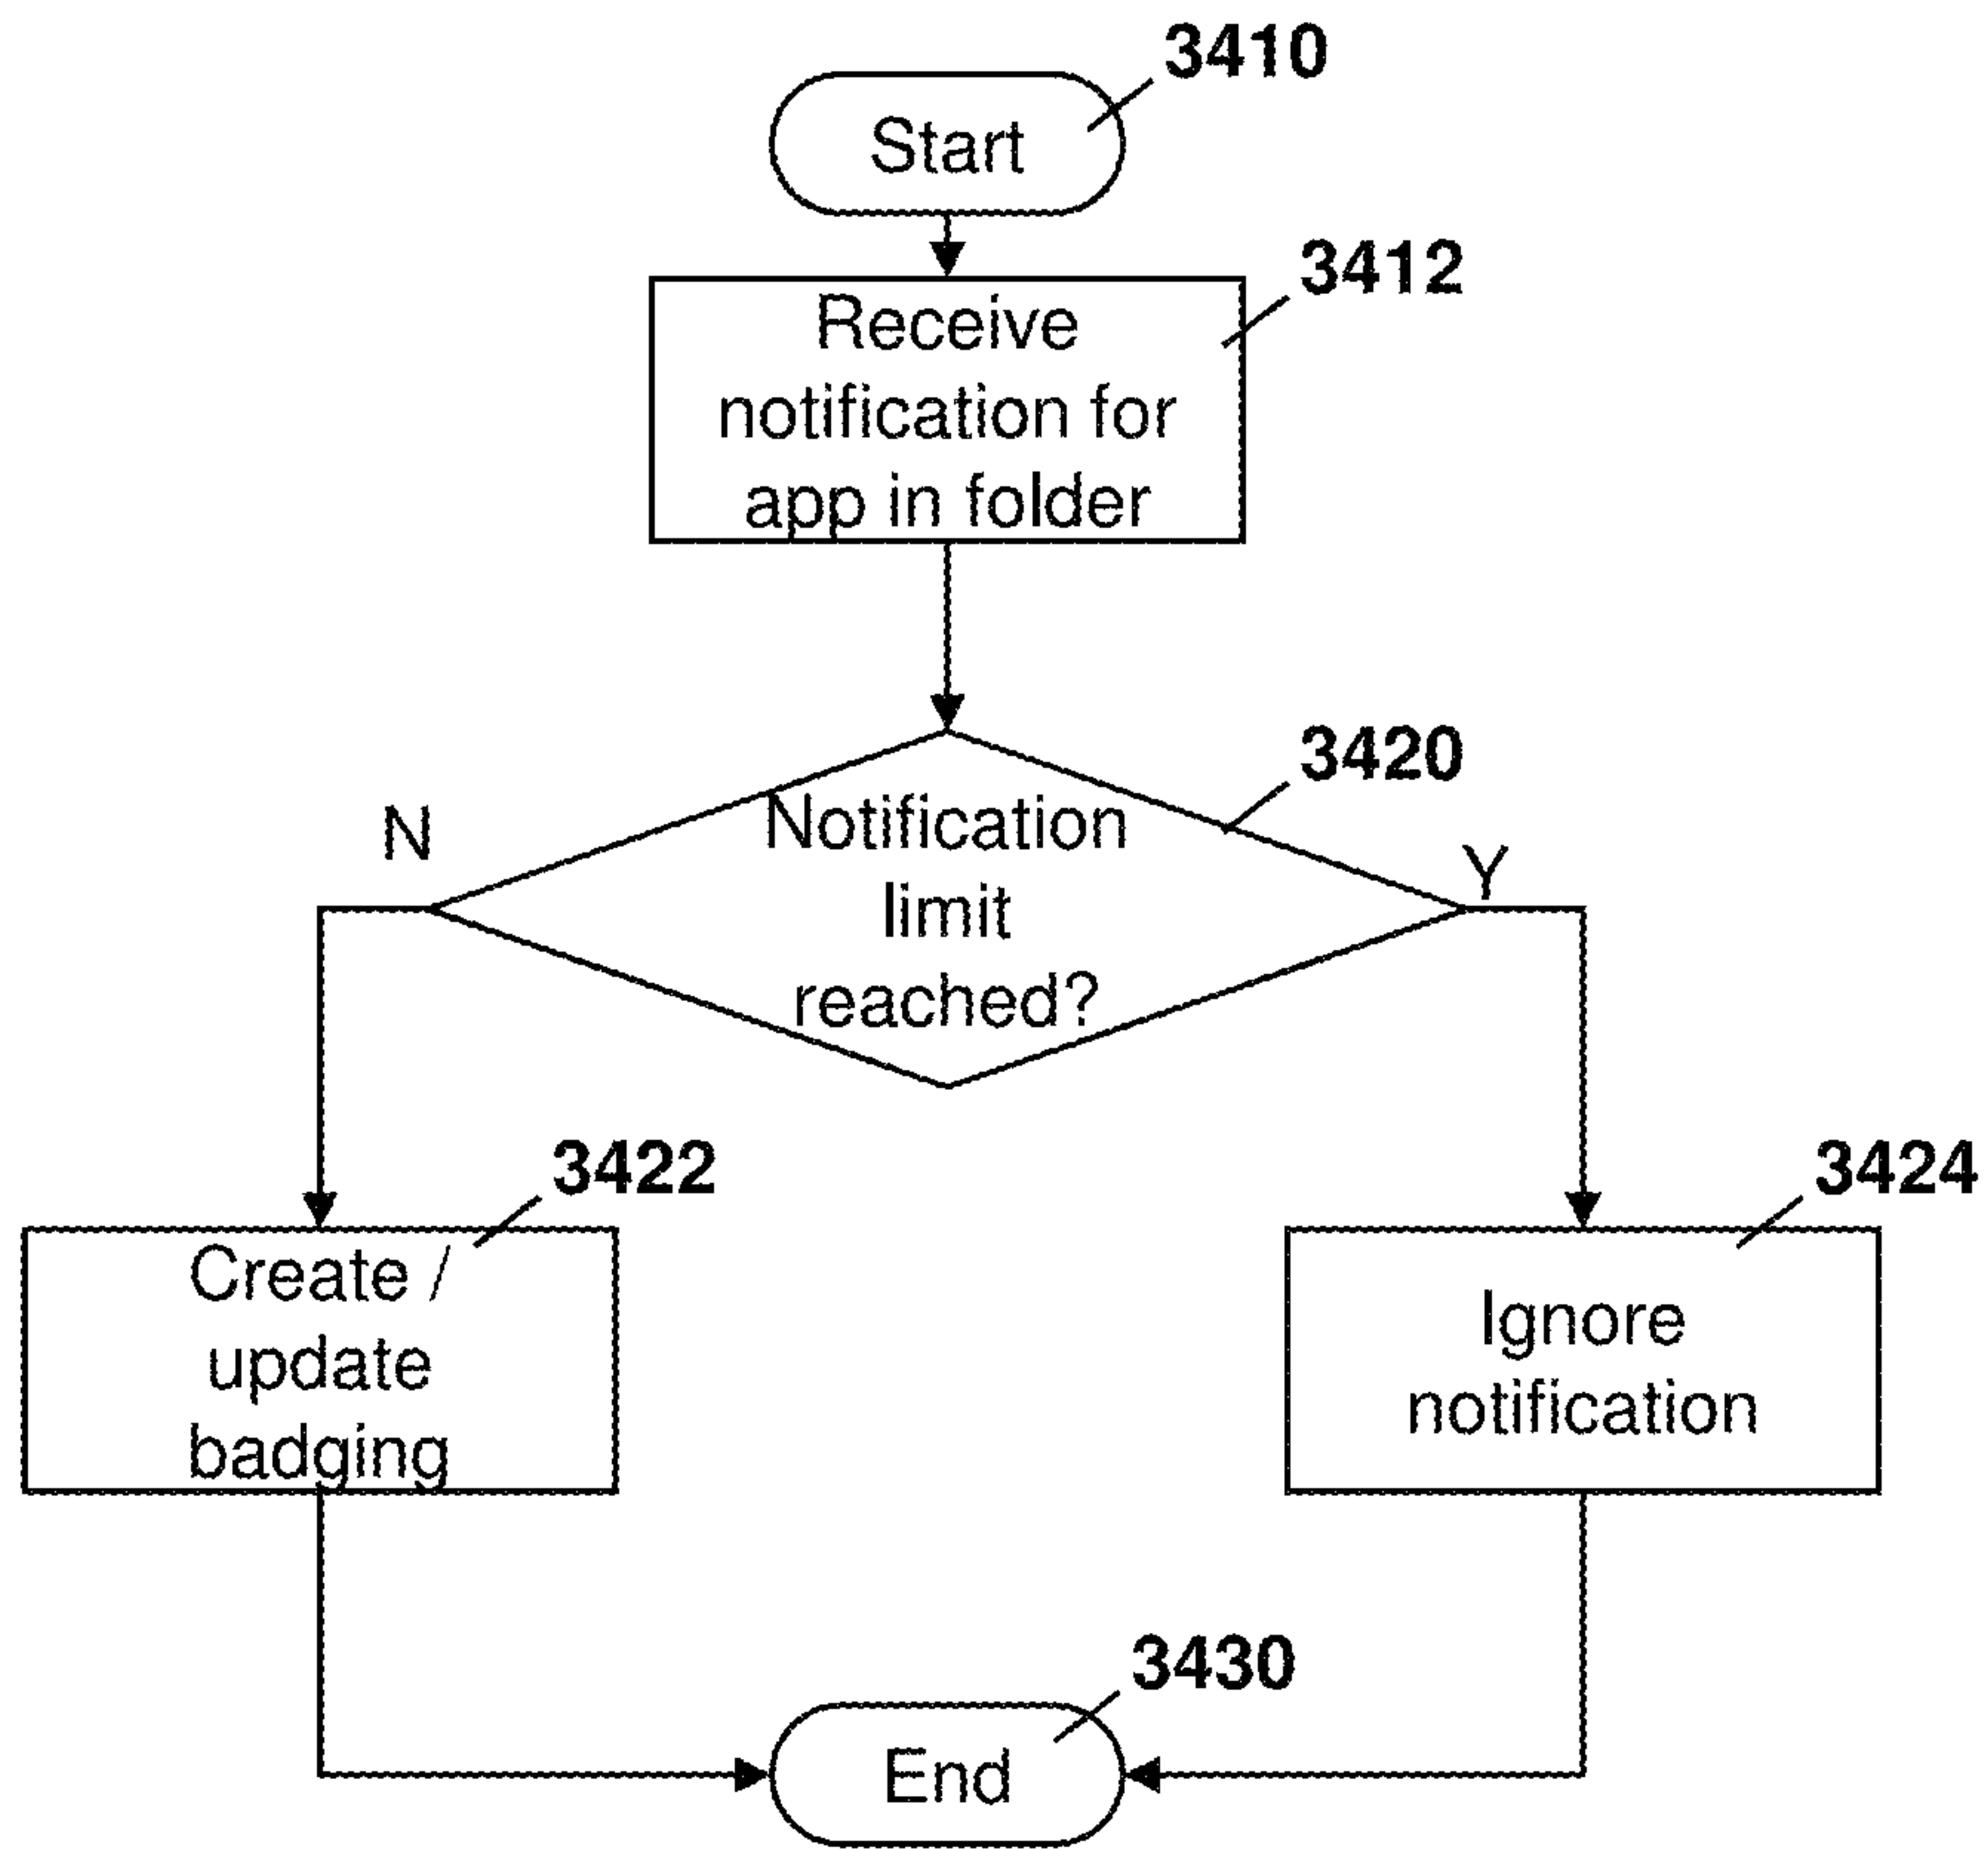 3410
Start
3412
Receive
notification for
app in folder
3420
N
Notification
Y
limit
reached?
3422
3424
Create /
update
badging
Ignore
notification
3430
End